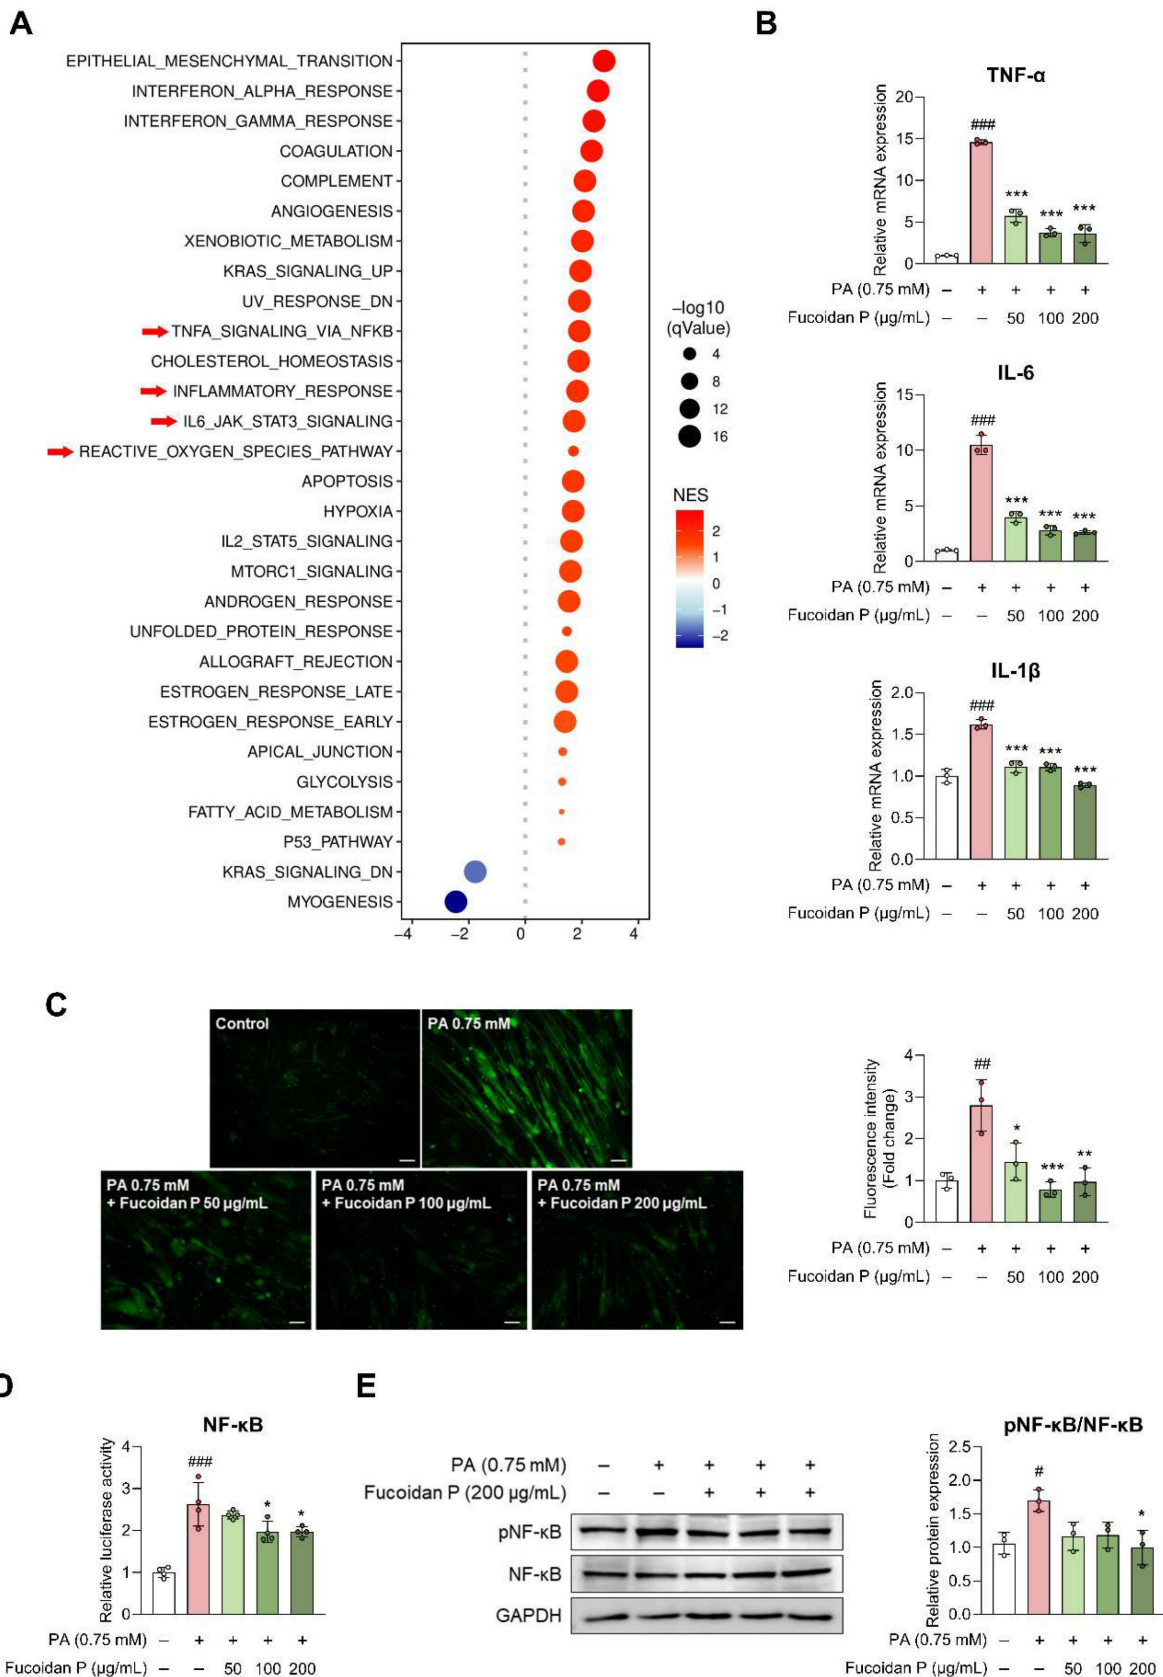 A
EPITHELIAL_MESENCHYMAL_TRANSITION
INTERFERON_ALPHA_RESPONSE
INTERFERON_GAMMA_RESPONSE
COAGULATION
COMPLEMENT
ANGIOGENESIS
XENOBIOTIC_METABOLISM
KRAS_SIGNALING_UP
UV_RESPONSE_DN
TNFA_SIGNALING_VIA_NFKB
CHOLESTEROL_HOMEOSTASIS
INFLAMMATORY_RESPONSE
IL6_JAK_STAT3_SIGNALING
REACTIVE_OXYGEN_SPECIES_PATHWAY
APOPTOSIS
HYPOXIA
IL2_STAT5_SIGNALING
MTORC1_SIGNALING
ANDROGEN_RESPONSE
UNFOLDED_PROTEIN_RESPONSE
ALLOGRAFT_REJECTION
ESTROGEN_RESPONSE_LATE
ESTROGEN_RESPONSE_EARLY
APICAL_JUNCTION
GLYCOLYSIS
FATTY_ACID_METABOLISM
P53_PATHWAY
KRAS_SIGNALING_DN
MYOGENESIS
−4 −2 0 2 4
−log10
(qValue)
4
8
12
16
NES
2
1
0
−1
−2
B
TNF-α
Relative mRNA expression
20
15
10
5
0
###
***
***
***
PA (0.75 mM) – + + + +
Fucoidan P (µg/mL) – – 50 100 200
IL-6
Relative mRNA expression
15
10
5
0
###
***
***
***
PA (0.75 mM) – + + + +
Fucoidan P (µg/mL) – – 50 100 200
IL-1β
Relative mRNA expression
2.0
1.5
1.0
0.5
0.0
###
***
***
***
PA (0.75 mM) – + + + +
Fucoidan P (µg/mL) – – 50 100 200
C
Control
PA 0.75 mM
PA 0.75 mM
+ Fucoidan P 50 µg/mL
PA 0.75 mM
+ Fucoidan P 100 µg/mL
PA 0.75 mM
+ Fucoidan P 200 µg/mL
Fluorescence intensity
(Fold change)
4
3
2
1
0
##
*
***
**
PA (0.75 mM) – + + + +
Fucoidan P (µg/mL) – – 50 100 200
D
NF-κB
Relative luciferase activity
4
3
2
1
0
###
*
*
PA (0.75 mM) – + + + +
Fucoidan P (µg/mL) – – 50 100 200
E
PA (0.75 mM) – + + + +
Fucoidan P (200 µg/mL) – – + + +
pNF-κB
NF-κB
GAPDH
pNF-κB/NF-κB
Relative protein expression
2.5
2.0
1.5
1.0
0.5
0.0
#
*
PA (0.75 mM) – + + + +
Fucoidan P (µg/mL) – – 50 100 200